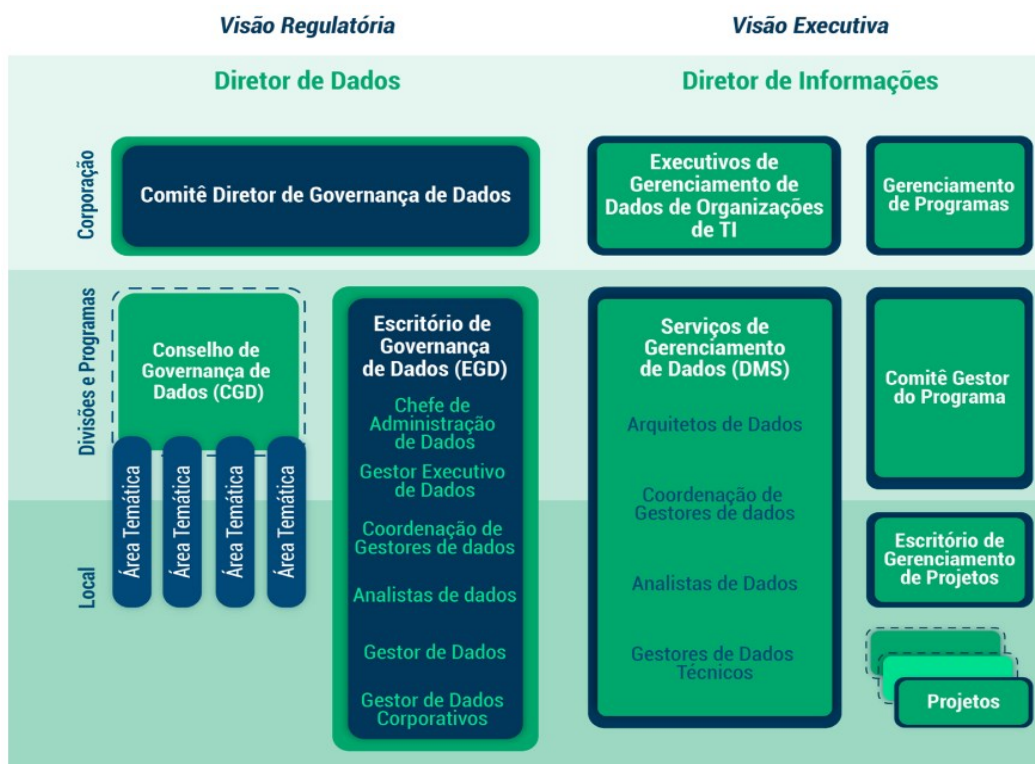 Visão Regulatória
Visão Executiva
Diretor de Dados
Diretor de Informações
Corporação
Comitê Diretor de Governança de Dados
Executivos de
Gerenciamento de
Dados de Organizações
de TI
Gerenciamento
de Programas
Divisões e Programas
Conselho de
Governança de
Dados (CGD)
Área Temática
Área Temática
Área Temática
Área Temática
Escritório de
Governança
de Dados (EGD)
Chefe de
Administração
de Dados
Gestor Executivo
de Dados
Coordenação de
Gestores de dados
Analistas de dados
Gestor de Dados
Gestor de Dados
Corporativos
Serviços de
Gerenciamento
de Dados (DMS)
Arquitetos de Dados
Coordenação de
Gestores de dados
Analistas de Dados
Gestores de Dados
Técnicos
Comitê Gestor
do Programa
Local
Escritório de
Gerenciamento
de Projetos
Projetos